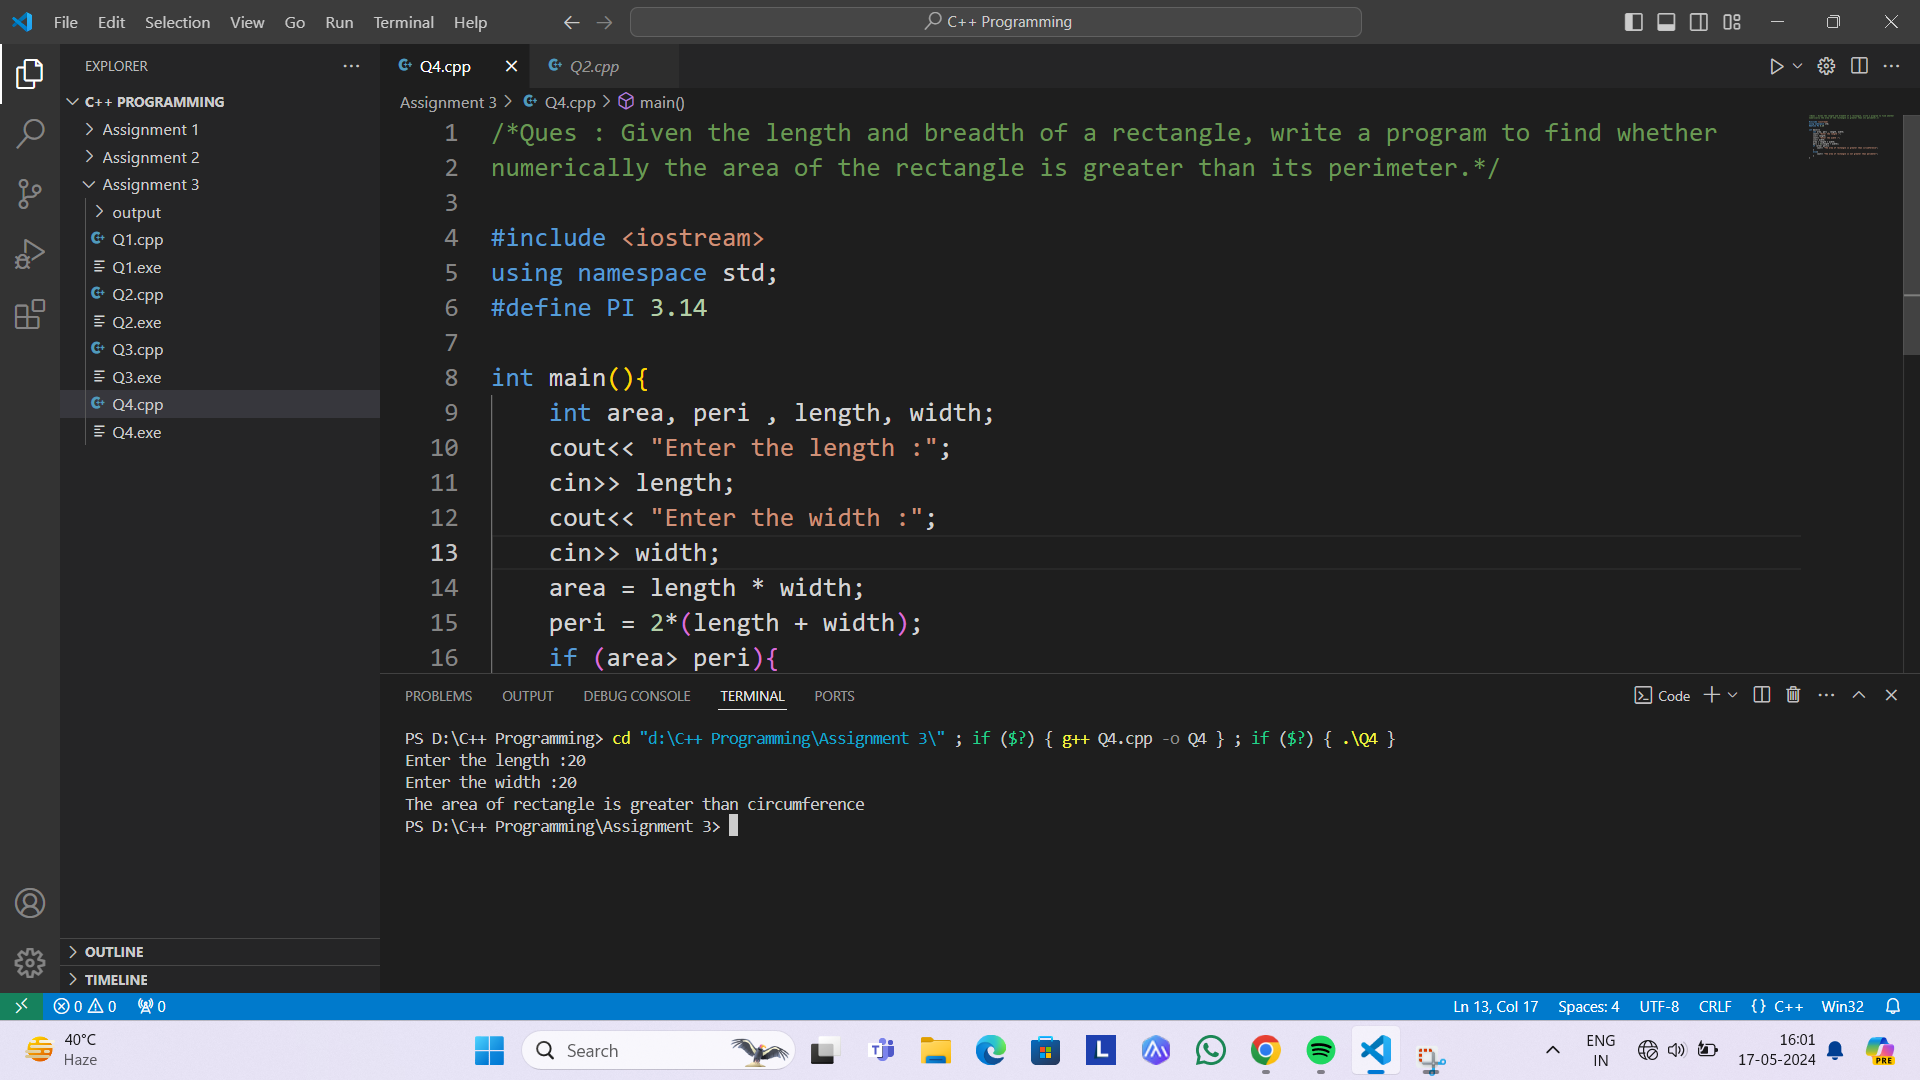 File Edit Selection View Go Run Terminal Help
C++ Programming
EXPLORER
C++ PROGRAMMING
Assignment 1
Assignment 2
Assignment 3
output
Q1.cpp
Q1.exe
Q2.cpp
Q2.exe
Q3.cpp
Q3.exe
Q4.cpp
Q4.exe
OUTLINE
TIMELINE
Q4.cpp Q2.cpp
Assignment 3 > Q4.cpp > main()
1 /*Ques : Given the length and breadth of a rectangle, write a program to find whether
2 numerically the area of the rectangle is greater than its perimeter.*/
3
4 #include <iostream>
5 using namespace std;
6 #define PI 3.14
7
8 int main(){
9 int area, peri , length, width;
10 cout<< "Enter the length :";
11 cin>> length;
12 cout<< "Enter the width :";
13 cin>> width;
14 area = length * width;
15 peri = 2*(length + width);
16 if (area> peri){
PROBLEMS OUTPUT DEBUG CONSOLE TERMINAL PORTS
Code
PS D:\C++ Programming> cd "d:\C++ Programming\Assignment 3\" ; if ($?) { g++ Q4.cpp -o Q4 } ; if ($?) { .\Q4 }
Enter the length :20
Enter the width :20
The area of rectangle is greater than circumference
PS D:\C++ Programming\Assignment 3>
0 0 0
Ln 13, Col 17 Spaces: 4 UTF-8 CRLF {} C++ Win32
40°C
Haze
Search
L
ENG
IN
16:01
17-05-2024
PRE